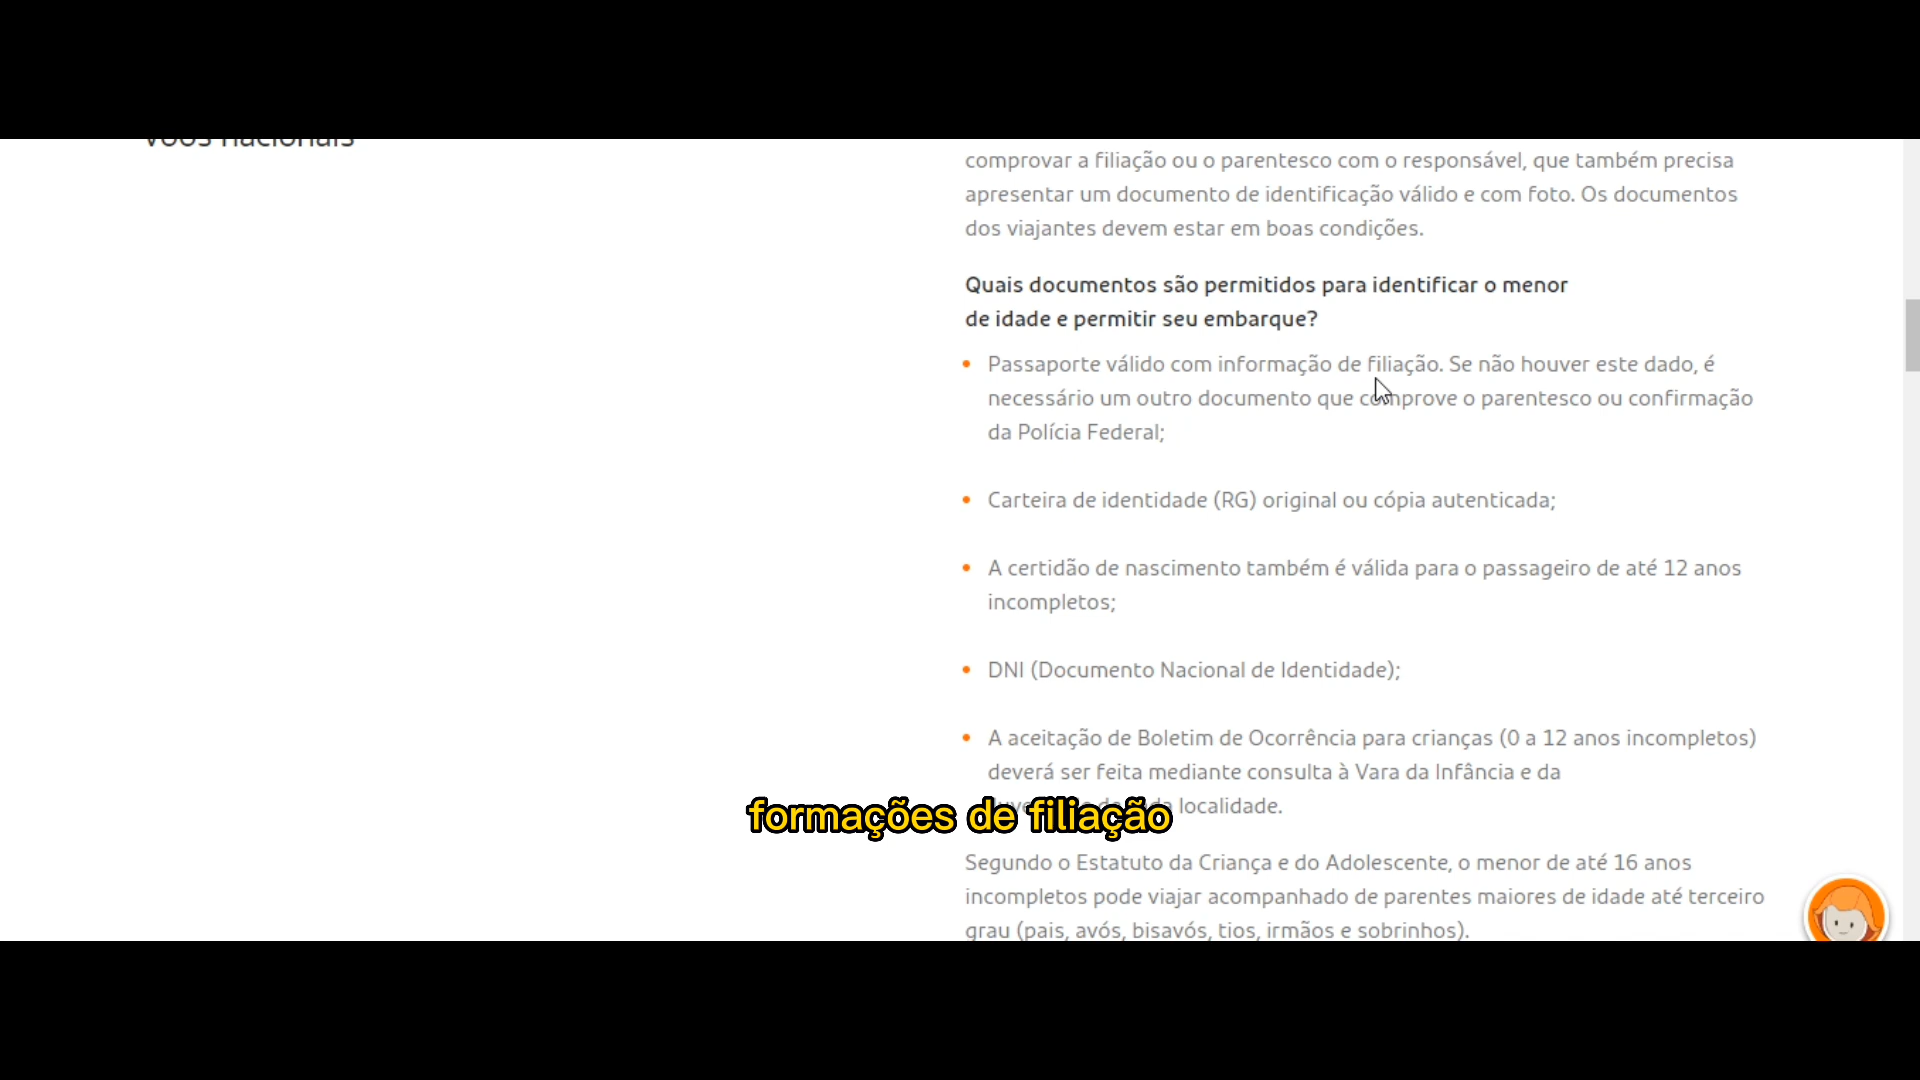 voos nacionais
comprovar a filiação ou o parentesco com o responsável, que também precisa
apresentar um documento de identificação válido e com foto. Os documentos
dos viajantes devem estar em boas condições.
Quais documentos são permitidos para identificar o menor
de idade e permitir seu embarque?
Passaporte válido com informação de filiação. Se não houver este dado, é
necessário um outro documento que comprove o parentesco ou confirmação
da Polícia Federal;
Carteira de identidade (RG) original ou cópia autenticada;
A certidão de nascimento também é válida para o passageiro de até 12 anos
incompletos;
DNI (Documento Nacional de Identidade);
A aceitação de Boletim de Ocorrência para crianças (0 a 12 anos incompletos)
deverá ser feita mediante consulta à Vara da Infância e da
localidade.
formações de filiação
Segundo o Estatuto da Criança e do Adolescente, o menor de até 16 anos
incompletos pode viajar acompanhado de parentes maiores de idade até terceiro
grau (pais, avós, bisavós, tios, irmãos e sobrinhos).